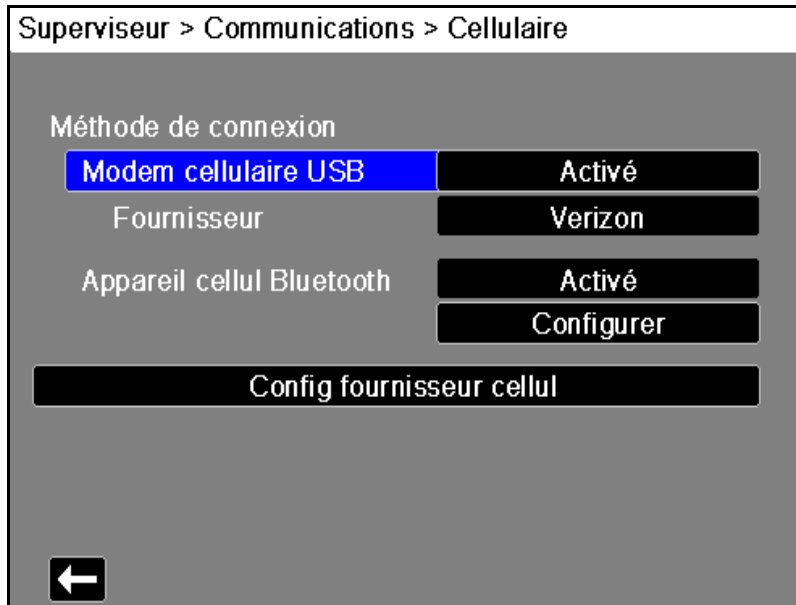 Superviseur > Communications > Cellulaire
Méthode de connexion
Modem cellulaire USB Activé
Fournisseur Verizon
Appareil cellul Bluetooth Activé
Configurer
Config fournisseur cellul